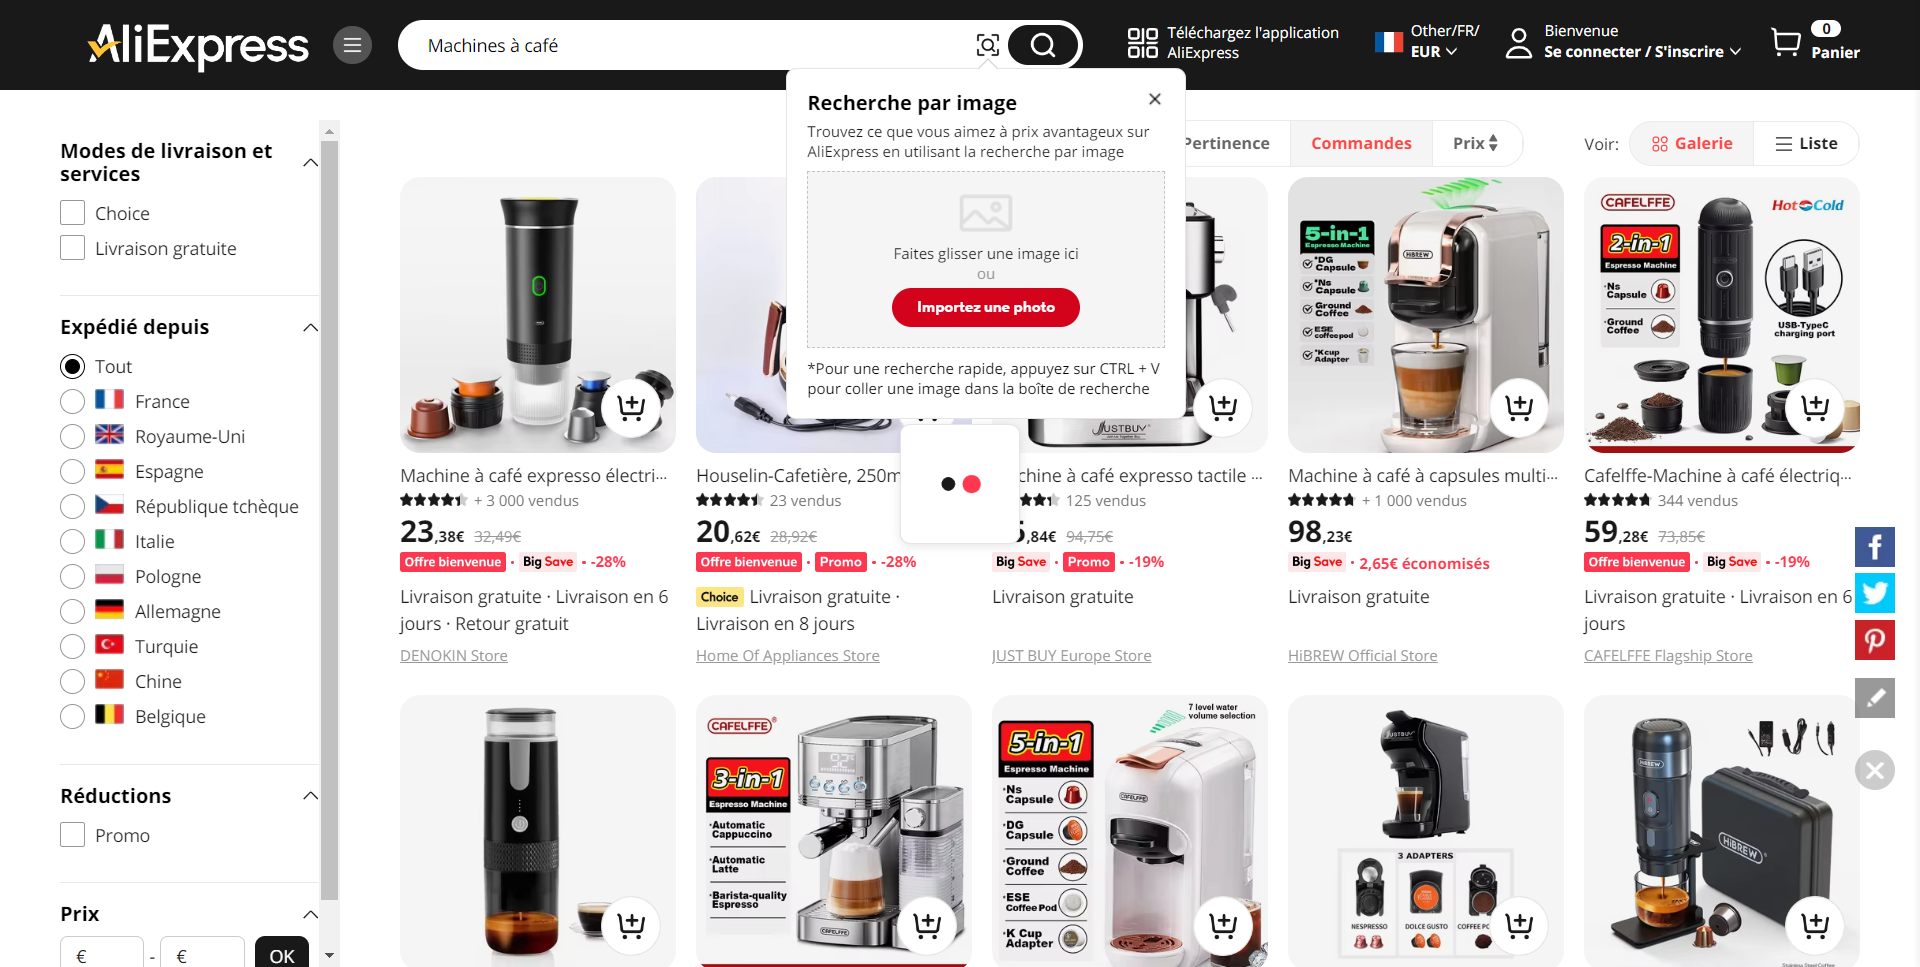 AliExpress
Machines à café
Téléchargez l'application
AliExpress
Other/FR/
EUR
Bienvenue
Se connecter / S'inscrire
0
Panier
Recherche par image
Trouvez ce que vous aimez à prix avantageux sur
AliExpress en utilisant la recherche par image
Faites glisser une image ici
ou
Importez une photo
*Pour une recherche rapide, appuyez sur CTRL + V
pour coller une image dans la boîte de recherche
Pertinence
Commandes
Prix
Voir:
Galerie
Liste
Modes de livraison et
services
Choice
Livraison gratuite
Expédié depuis
Tout
France
Royaume-Uni
Espagne
République tchèque
Italie
Pologne
Allemagne
Turquie
Chine
Belgique
Réductions
Promo
Prix
€ - € OK
Machine à café expresso électri...
+ 3 000 vendus
23,38€ 32,49€
Offre bienvenue · Big Save · -28%
Livraison gratuite · Livraison en 6
jours · Retour gratuit
DENOKIN Store
Houselin-Cafetière, 250m
23 vendus
20,62€ 28,92€
Offre bienvenue · Promo · -28%
Choice Livraison gratuite ·
Livraison en 8 jours
Home Of Appliances Store
JUSTBUY
chine à café expresso tactile ...
125 vendus
5,84€ 94,75€
Big Save · Promo · -19%
Livraison gratuite
JUST BUY Europe Store
5-in-1
Espresso Machine
*DG
Capsule
*Ns
Capsule
Ground
Coffee
ESE
coffee pod
*Kcup
Adapter
HiBREW
Machine à café à capsules multi...
+ 1 000 vendus
98,23€
Big Save · 2,65€ économisés
Livraison gratuite
HiBREW Official Store
CAFELFFE
Hot Cold
2-in-1
Espresso Machine
·Ns
Capsule
·Ground
Coffee
USB-TypeC
charging port
Cafelffe-Machine à café électriq...
344 vendus
59,28€ 73,85€
Offre bienvenue · Big Save · -19%
Livraison gratuite · Livraison en 6
jours
CAFELFFE Flagship Store
CAFELFFE
3-in-1
Espresso Machine
·Automatic
Cappuccino
·Automatic
Latte
·Barista-quality
Espresso
92
CAFELFFE
7 level water
volume selection
5-in-1
Espresso Machine
·Ns
Capsule
·DG
Capsule
·Ground
Coffee
·ESE
Coffee Pod
·K Cup
Adapter
CAFELFFE
JUSTBUY
3 ADAPTERS
NESPRESSO
DOLCE GUSTO
COFFEE PO
HiBREW
HiBREW
Stainless Steel Coffee